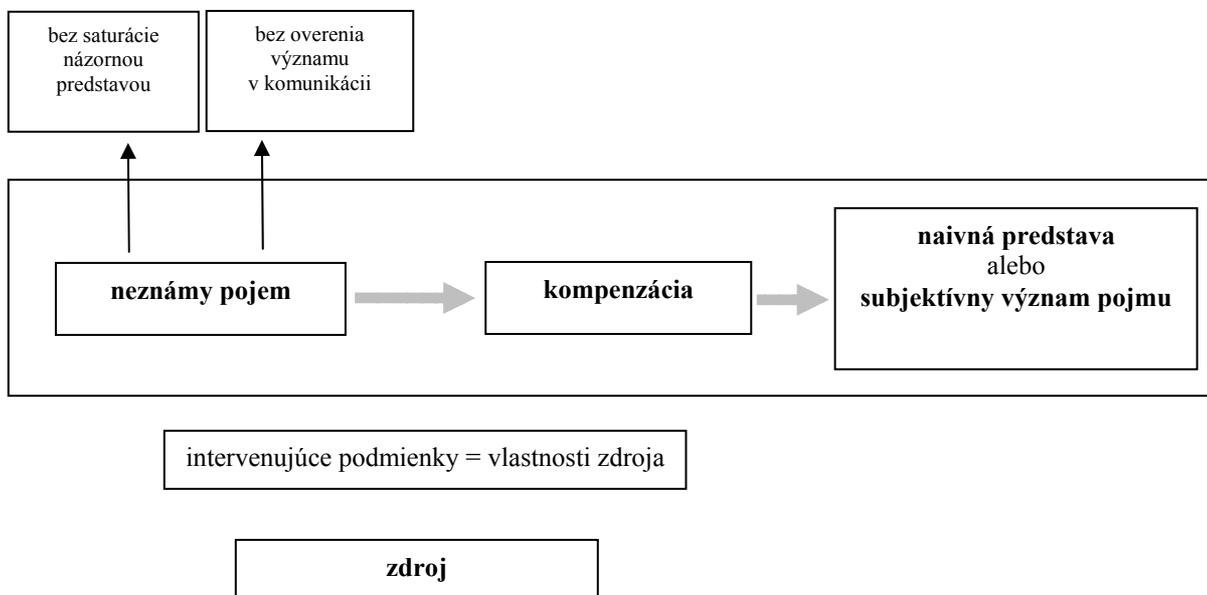 bez saturácie
názornou
predstavou
bez overenia
významu
v komunikácii
neznámy pojem
kompenzácia
naivná predstava
alebo
subjektívny význam pojmu
intervenujúce podmienky = vlastnosti zdroja
zdroj